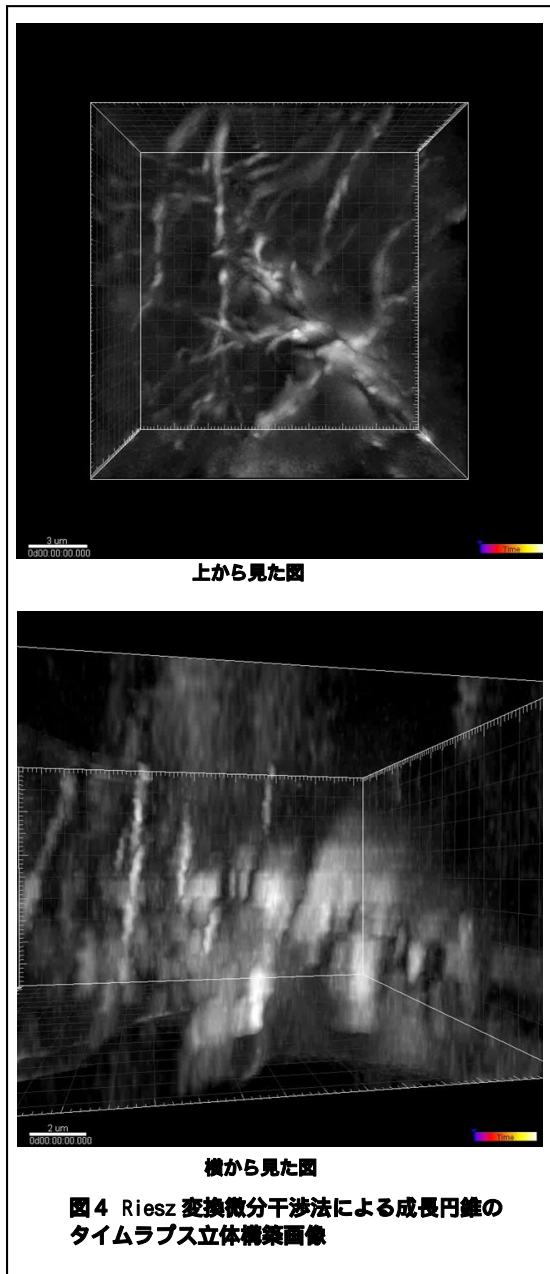 3 um
0d00:00:00.000
Time
上から見た図
2 um
0d00:00:00.000
Time
横から見た図
図4 Riesz 変換微分干渉法による成長円錐の
タイムラプス立体構築画像